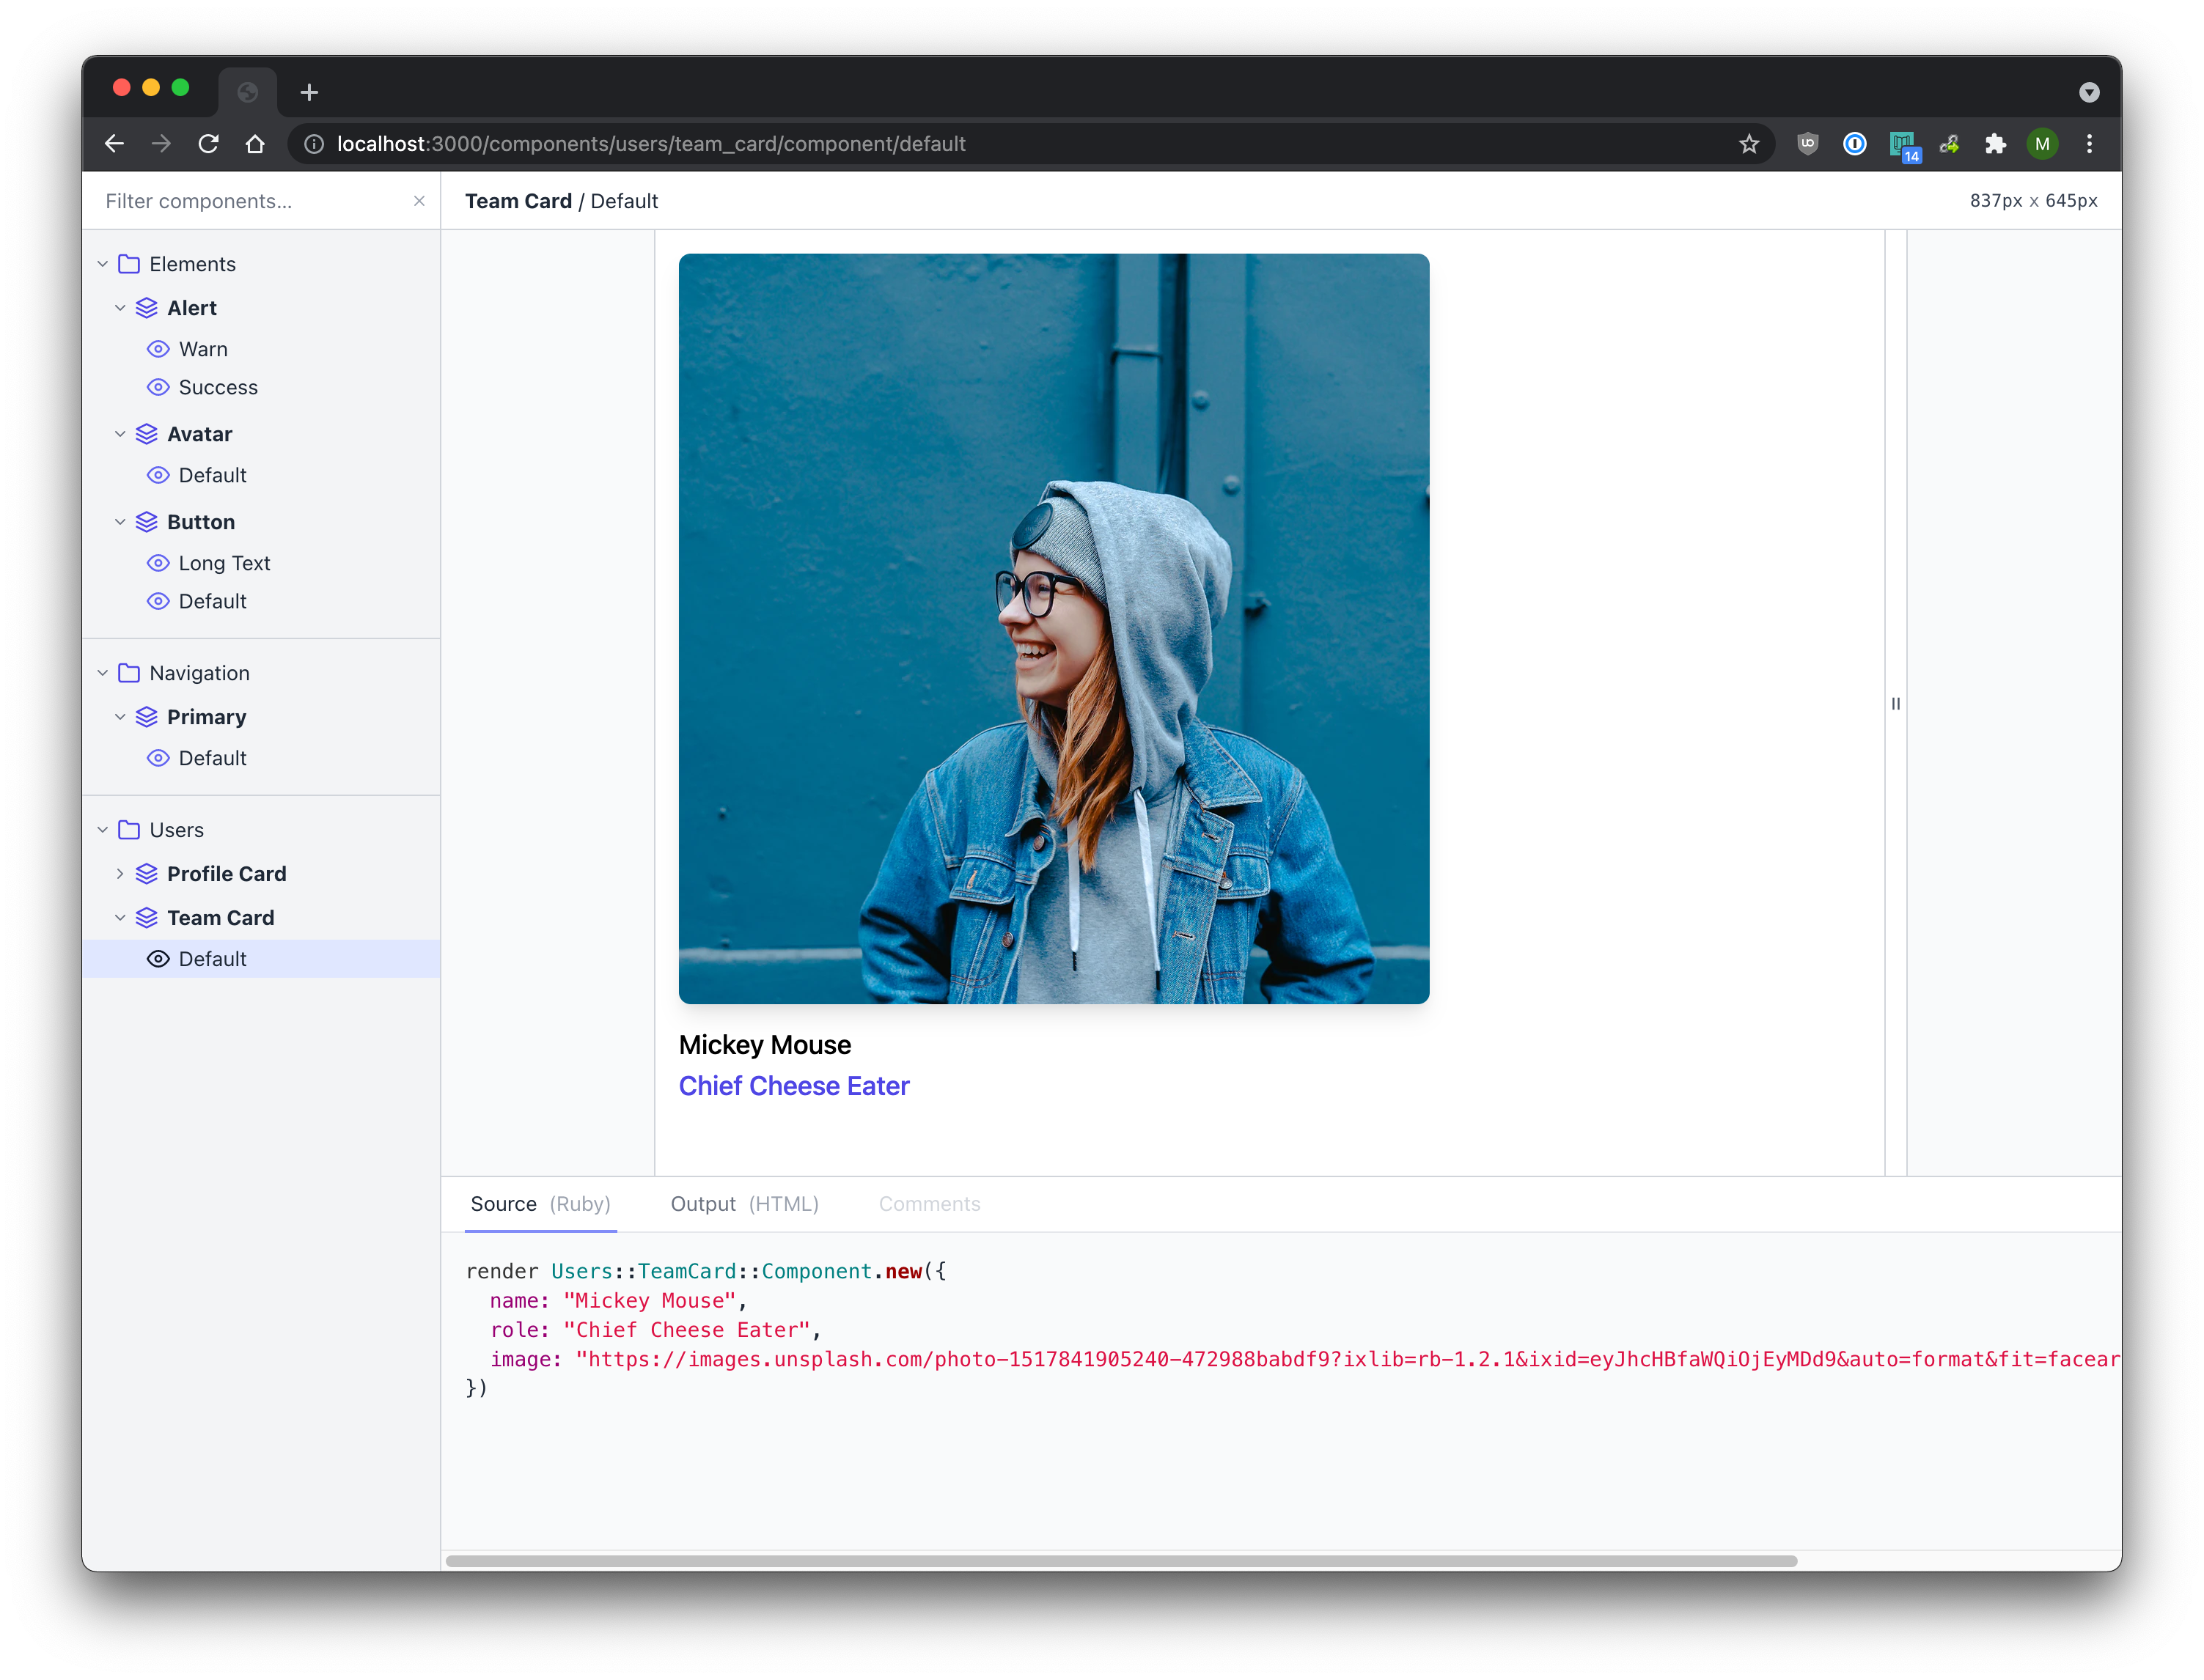 localhost:3000/components/users/team_card/component/default
14
M
Filter components...
Team Card / Default
837px x 645px
Elements
Alert
Warn
Success
Avatar
Default
Button
Long Text
Default
Navigation
Primary
Default
Users
Profile Card
Team Card
Default
Mickey Mouse
Chief Cheese Eater
Source (Ruby)
Output (HTML)
Comments
render Users::TeamCard::Component.new({
name: "Mickey Mouse",
role: "Chief Cheese Eater",
image: "https://images.unsplash.com/photo-1517841905240-472988babdf9?ixlib=rb-1.2.1&ixid=eyJhcHBfaWQiOjEyMDd9&auto=format&fit=facear
})